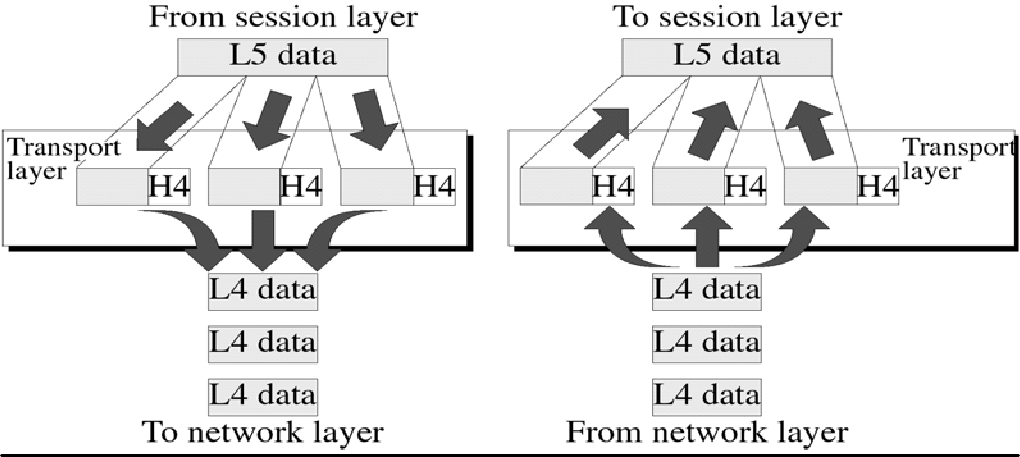 From session layer
L5 data
Transport
layer
H4
H4
H4
L4 data
L4 data
L4 data
To network layer
To session layer
L5 data
Transport
layer
H4
H4
H4
L4 data
L4 data
L4 data
From network layer